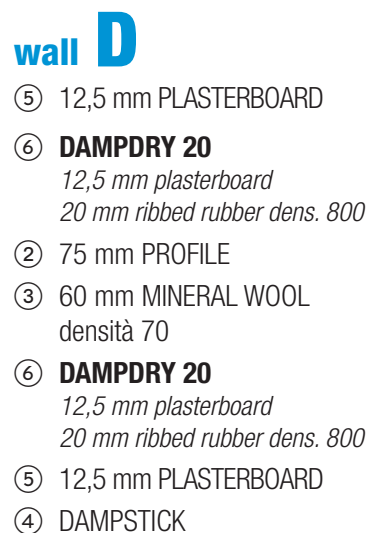 wall D
⑤ 12,5 mm PLASTERBOARD
⑥ DAMPDRY 20
12,5 mm plasterboard
20 mm ribbed rubber dens. 800
② 75 mm PROFILE
③ 60 mm MINERAL WOOL
densità 70
⑥ DAMPDRY 20
12,5 mm plasterboard
20 mm ribbed rubber dens. 800
⑤ 12,5 mm PLASTERBOARD
④ DAMPSTICK